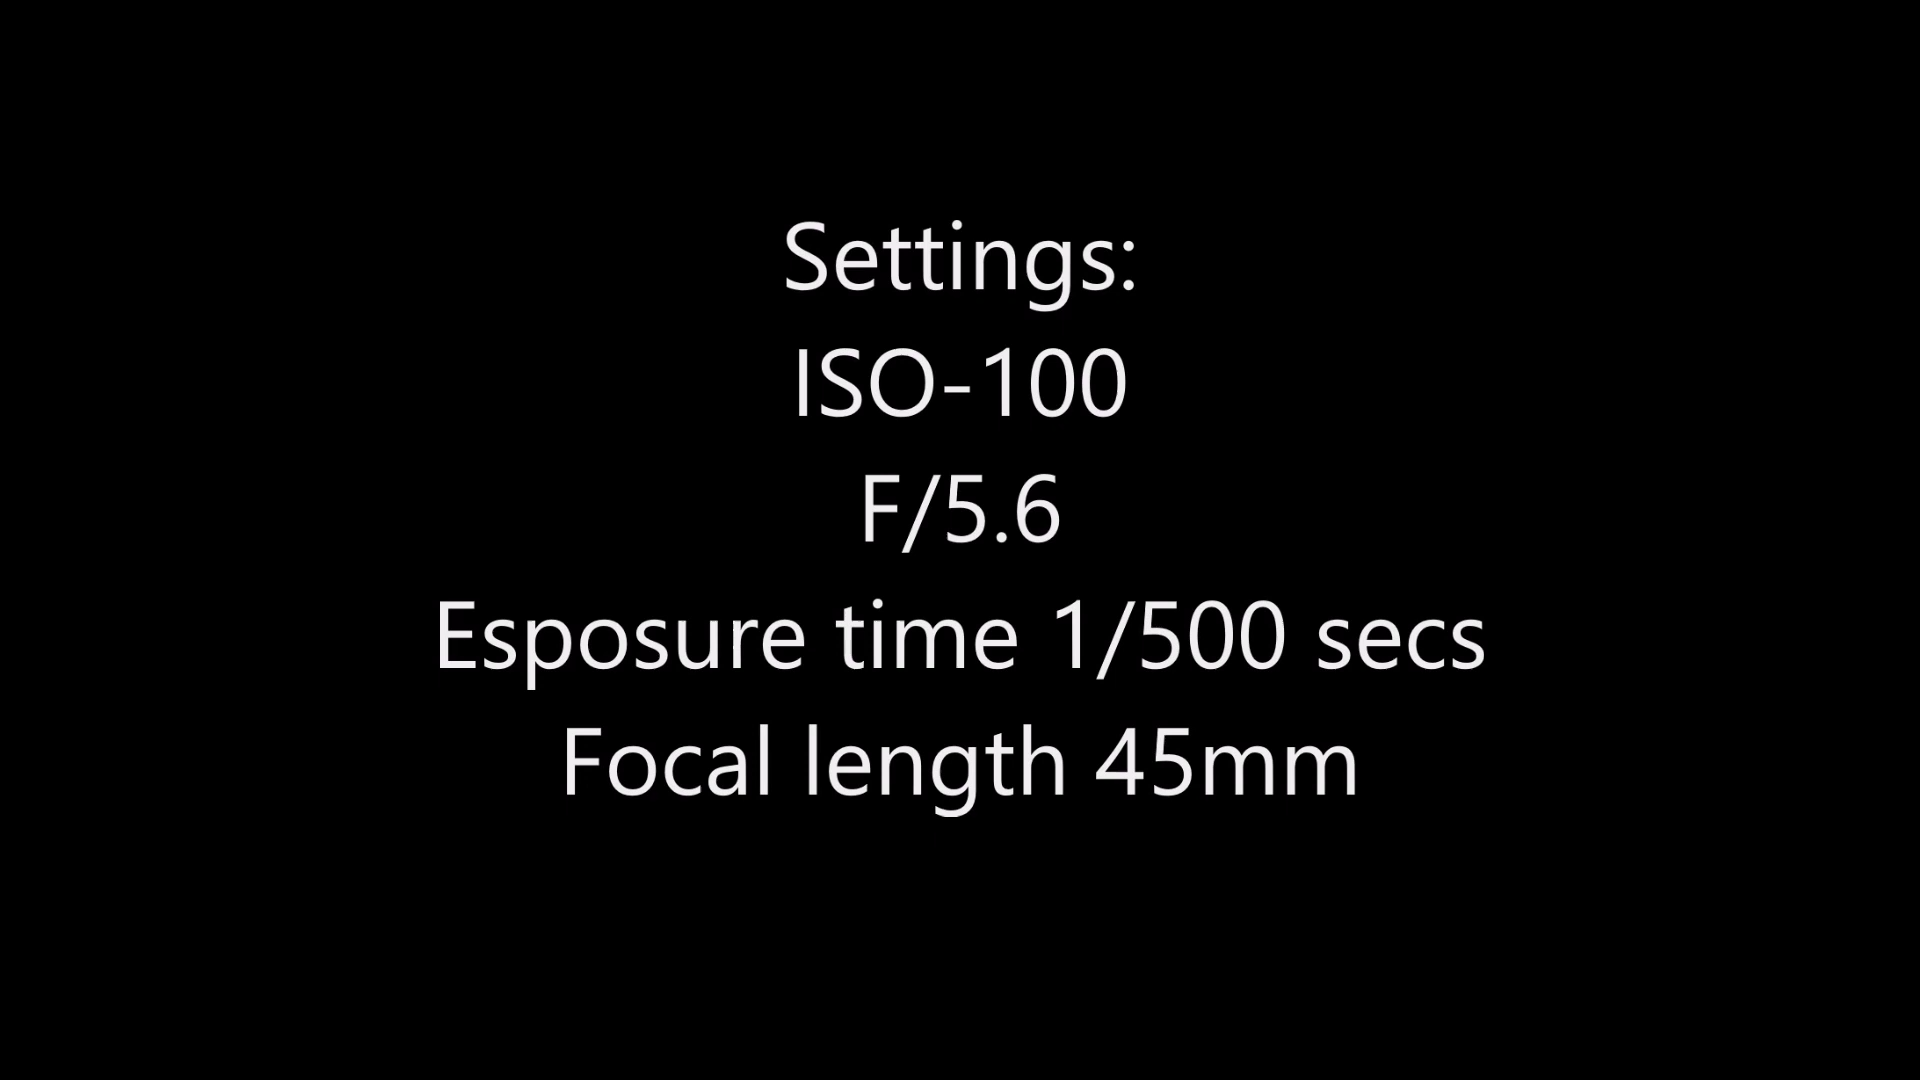 Settings:
ISO-100
F/5.6
Esposure time 1/500 secs
Focal length 45mm